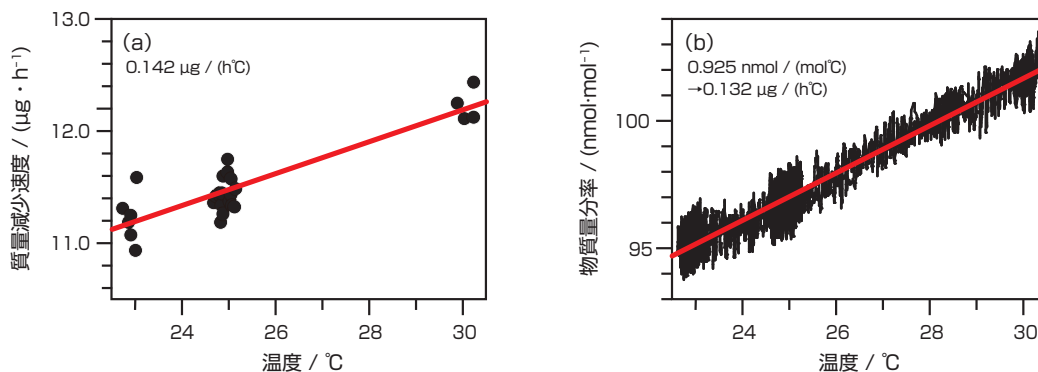 13.0
12.0
11.0
質量減少速度 / (μg · h⁻¹)
(a)
0.142 μg / (h℃)
24
26
28
30
温度 / ℃
100
95
物質量分率 / (nmol·mol⁻¹)
(b)
0.925 nmol / (mol℃)
→0.132 μg / (h℃)
24
26
28
30
温度 / ℃